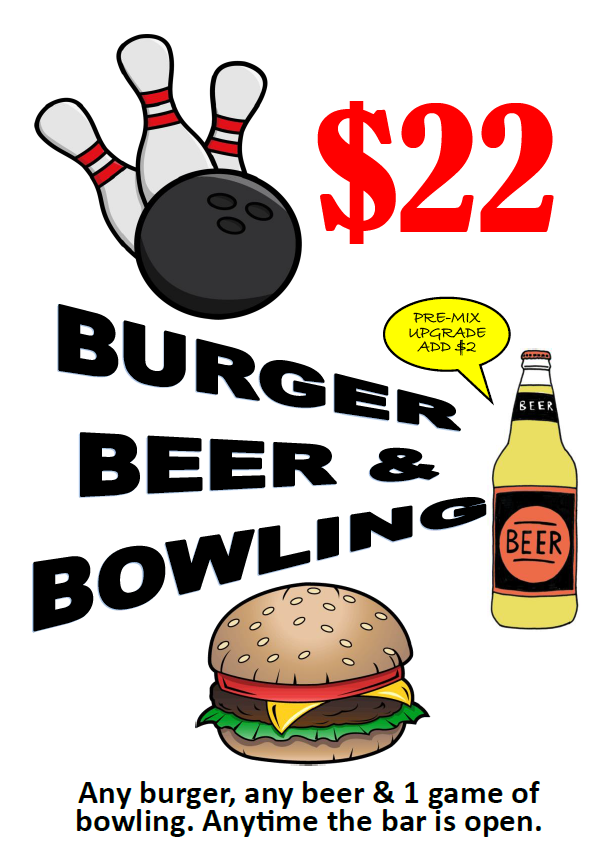 $22
BURGER
BEER &
BOWLING
PRE-MIX
UPGRADE
ADD $2
BEER
BEER
Any burger, any beer & 1 game of
bowling. Anytime the bar is open.